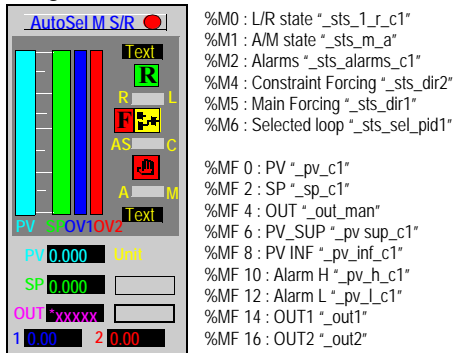 AutoSel M S/R
Text
R
R L
F
AS C
A M
Text
PV SP OV1 OV2
PV 0.000 Unit
SP 0.000
OUT *xxxxx
1 0.00 2 0.00
%M0 : L/R state “_sts_1_r_c1”
%M1 : A/M state “_sts_m_a”
%M2 : Alarms “_sts_alarms_c1”
%M4 : Constraint Forcing “_sts_dir2”
%M5 : Main Forcing “_sts_dir1”
%M6 : Selected loop “_sts_sel_pid1”
%MF 0 : PV “_pv_c1”
%MF 2 : SP “_sp_c1”
%MF 4 : OUT “_out_man”
%MF 6 : PV_SUP “_pv sup_c1”
%MF 8 : PV INF “_pv_inf_c1”
%MF 10 : Alarm H “_pv_h_c1”
%MF 12 : Alarm L “_pv_l_c1”
%MF 14 : OUT1 “_out1”
%MF 16 : OUT2 “_out2”